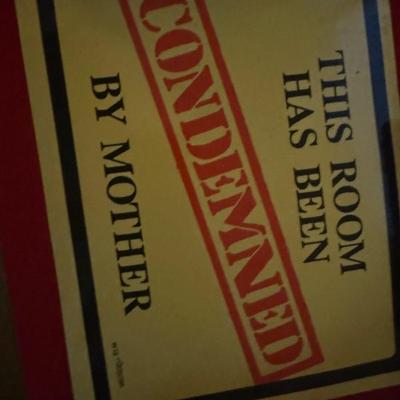 THIS ROOM
HAS BEEN
CONDEMNED
BY MOTHER